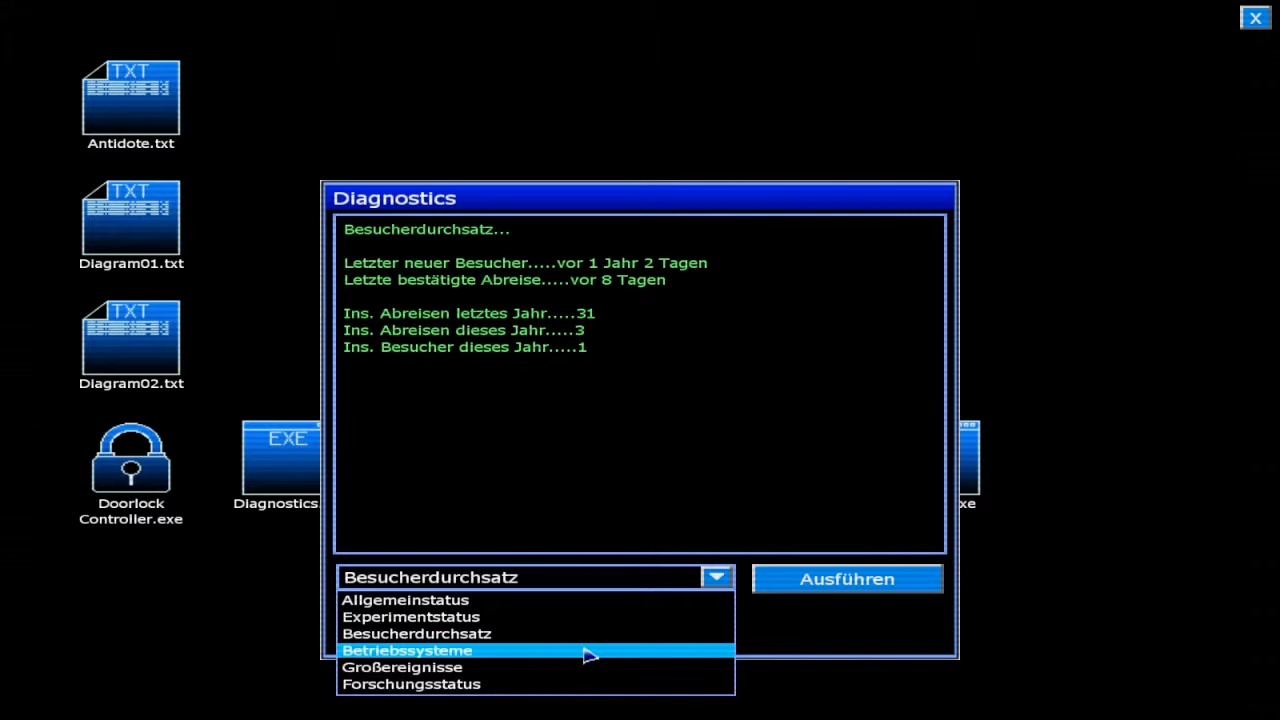 X
TXT
Antidote.txt
TXT
Diagram01.txt
TXT
Diagram02.txt
Doorlock
Controller.exe
EXE
Diagnostics.
xe
Diagnostics
Besucherdurchsatz...
Letzter neuer Besucher.....vor 1 Jahr 2 Tagen
Letzte bestätigte Abreise.....vor 8 Tagen
Ins. Abreisen letztes Jahr.....31
Ins. Abreisen dieses Jahr.....3
Ins. Besucher dieses Jahr.....1
Besucherdurchsatz
Ausführen
Allgemeinstatus
Experimentstatus
Besucherdurchsatz
Betriebssysteme
Großereignisse
Forschungsstatus